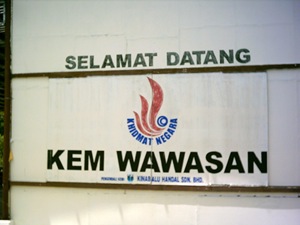 SELAMAT DATANG
KHIDMAT NEGARA
KEM WAWASAN
KINABALU HANDAL SDN. BHD.